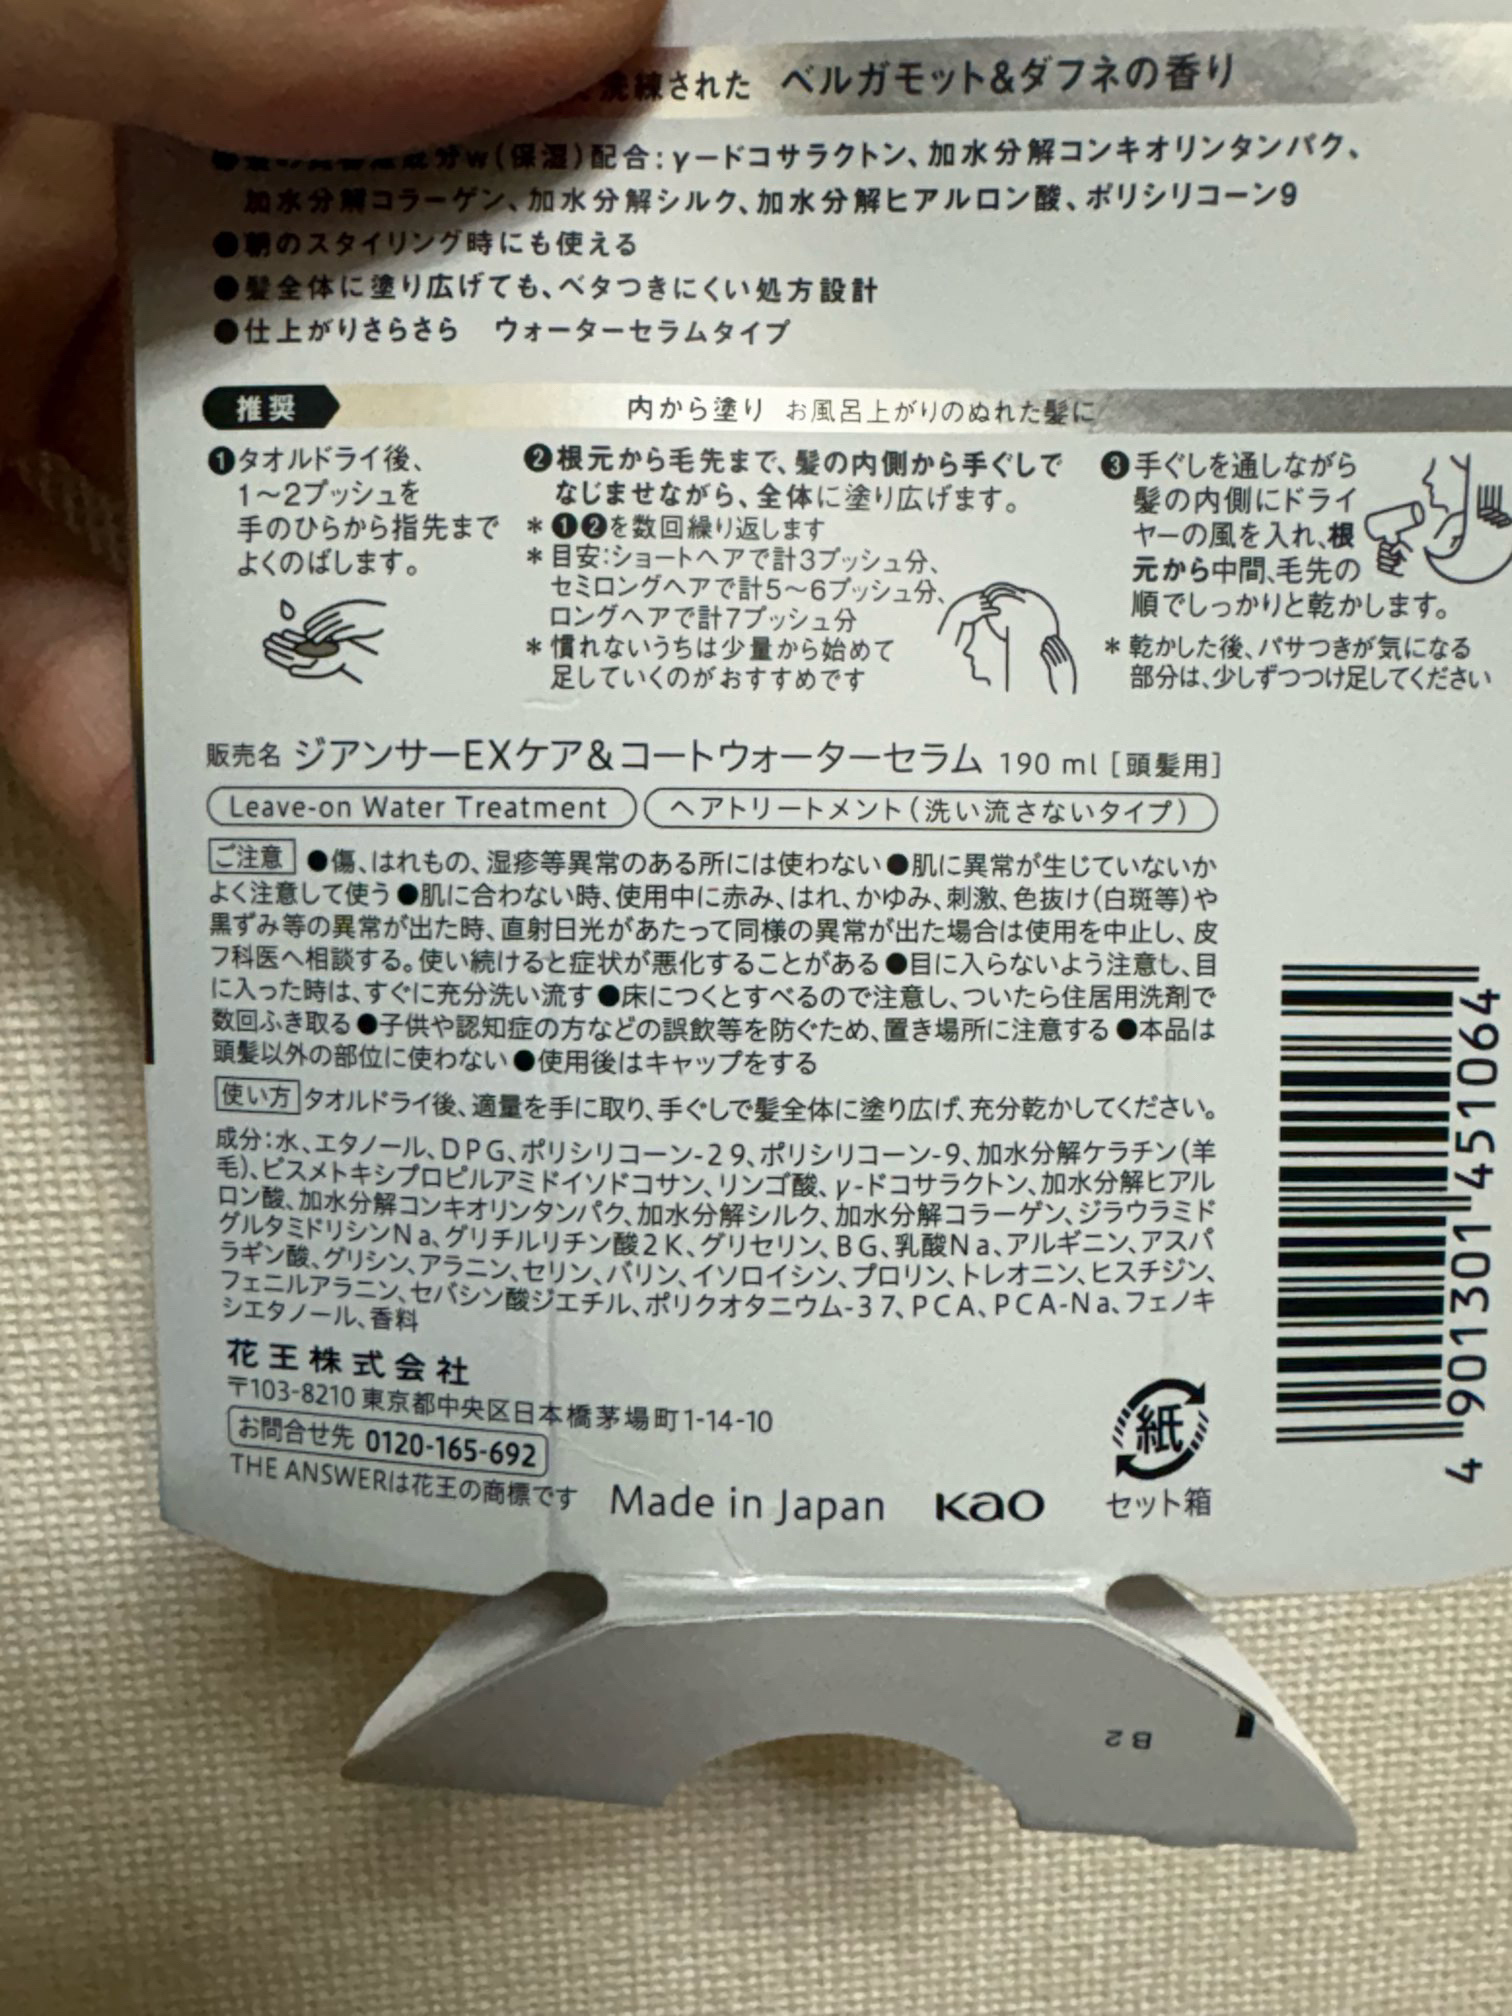 洗練された ベルガモット&ダフネの香り
成分w(保湿)配合:γードコサラクトン、加水分解コンキオリンタンパク、
加水分解コラーゲン、加水分解シルク、加水分解ヒアルロン酸、ポリシリコーン9
●朝のスタイリング時にも使える
●髪全体に塗り広げても、ベタつきにくい処方設計
●仕上がりさらさら ウォーターセラムタイプ
推奨 内から塗り お風呂上がりのぬれた髪に
❶タオルドライ後、
1〜2プッシュを
手のひらから指先まで
よくのばします。
❷根元から毛先まで、髪の内側から手ぐしで
なじませながら、全体に塗り広げます。
*❶❷を数回繰り返します
*目安:ショートヘアで計3プッシュ分、
セミロングヘアで計5〜6プッシュ分、
ロングヘアで計7プッシュ分
*慣れないうちは少量から始めて
足していくのがおすすめです
❸手ぐしを通しながら
髪の内側にドライ
ヤーの風を入れ、根
元から中間、毛先の
順でしっかりと乾かします。
*乾かした後、パサつきが気になる
部分は、少しずつつけ足してください
販売名 ジアンサーEXケア&コートウォーターセラム 190 ml [頭髪用]
Leave-on Water Treatment ヘアトリートメント(洗い流さないタイプ)
ご注意 ●傷、はれもの、湿疹等異常のある所には使わない●肌に異常が生じていないか
よく注意して使う●肌に合わない時、使用中に赤み、はれ、かゆみ、刺激、色抜け(白斑等)や
黒ずみ等の異常が出た時、直射日光があたって同様の異常が出た場合は使用を中止し、皮
フ科医へ相談する。使い続けると症状が悪化することがある●目に入らないよう注意し、目
に入った時は、すぐに充分洗い流す●床につくとすべるので注意し、ついたら住居用洗剤で
数回ふき取る●子供や認知症の方などの誤飲等を防ぐため、置き場所に注意する●本品は
頭髪以外の部位に使わない●使用後はキャップをする
使い方 タオルドライ後、適量を手に取り、手ぐしで髪全体に塗り広げ、充分乾かしてください。
成分:水、エタノール、DPG、ポリシリコーン-29、ポリシリコーン-9、加水分解ケラチン(羊
毛)、ビスメトキシプロピルアミドイソドコサン、リンゴ酸、γ-ドコサラクトン、加水分解ヒアル
ロン酸、加水分解コンキオリンタンパク、加水分解シルク、加水分解コラーゲン、ジラウラミド
グルタミドリシンNa、グリチルリチン酸2K、グリセリン、BG、乳酸Na、アルギニン、アスパ
ラギン酸、グリシン、アラニン、セリン、バリン、イソロイシン、プロリン、トレオニン、ヒスチジン、
フェニルアラニン、セバシン酸ジエチル、ポリクオタニウム-37、PCA、PCA-Na、フェノキ
シエタノール、香料
花王株式会社
〒103-8210 東京都中央区日本橋茅場町1-14-10
お問合せ先 0120-165-692
THE ANSWERは花王の商標です Made in Japan Kao
紙
セット箱
4 901301 451064
B2